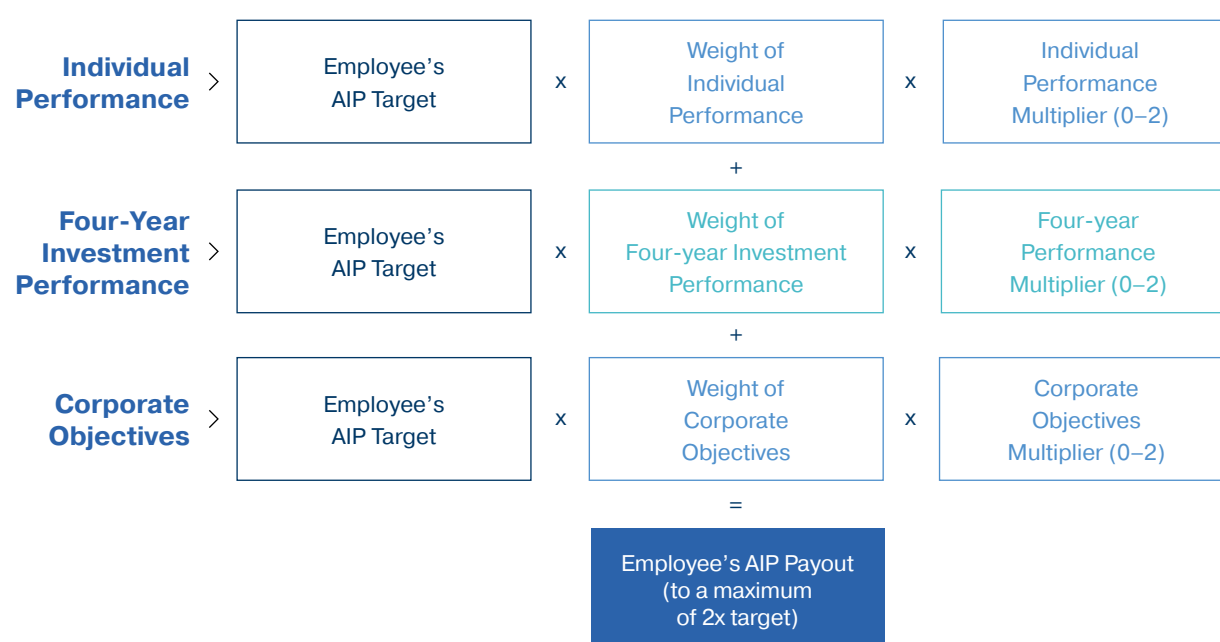 Individual
Performance
>
Employee’s
AIP Target
x
Weight of
Individual
Performance
x
Individual
Performance
Multiplier (0–2)
+
Four-Year
Investment
Performance
>
Employee’s
AIP Target
x
Weight of
Four-year Investment
Performance
x
Four-year
Performance
Multiplier (0–2)
+
Corporate
Objectives
>
Employee’s
AIP Target
x
Weight of
Corporate
Objectives
x
Corporate
Objectives
Multiplier (0–2)
=
Employee’s AIP Payout
(to a maximum
of 2x target)